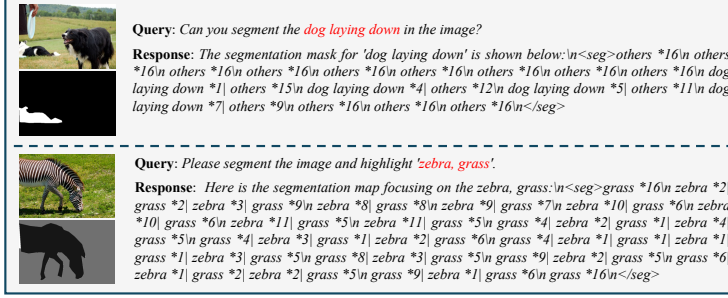 Query: Can you segment the dog laying down in the image?
Response: The segmentation mask for 'dog laying down' is shown below:\n<seg>others *16\n others
*16\n others *16\n others *16\n others *16\n others *16\n others *16\n others *16\n others *16\n dog
laying down *1| others *15\n dog laying down *4| others *12\n dog laying down *5| others *11\n dog
laying down *7| others *9\n others *16\n others *16\n others *16\n</seg>
Query: Please segment the image and highlight 'zebra, grass'.
Response: Here is the segmentation map focusing on the zebra, grass:\n<seg>grass *16\n zebra *2|
grass *2| zebra *3| grass *9\n zebra *8| grass *8\n zebra *9| grass *7\n zebra *10| grass *6\n zebra
*10| grass *6\n zebra *11| grass *5\n zebra *11| grass *5\n grass *4| zebra *2| grass *1| zebra *4|
grass *5\n grass *4| zebra *3| grass *1| zebra *2| grass *6\n grass *4| zebra *1| grass *1| zebra *1|
grass *1| zebra *3| grass *5\n grass *8| zebra *3| grass *5\n grass *9| zebra *2| grass *5\n grass *6|
zebra *1| grass *2| zebra *2| grass *5\n grass *9| zebra *1| grass *6\n grass *16\n</seg>